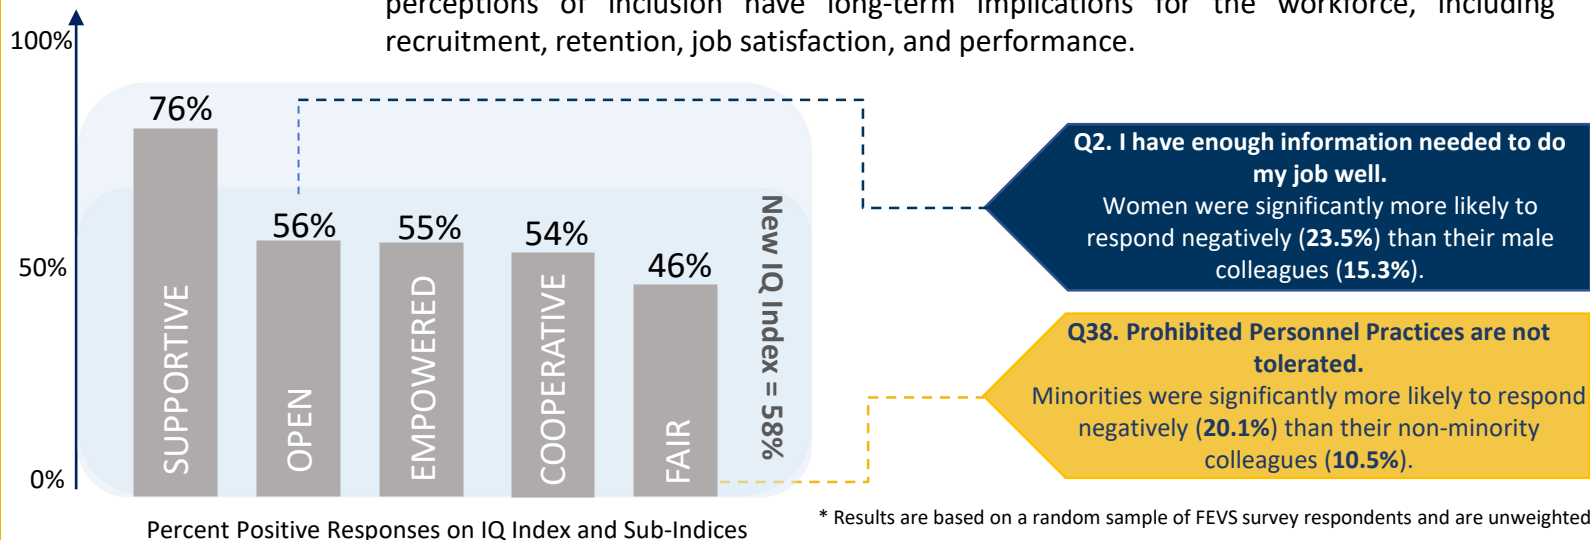 perceptions of inclusion have long-term implications for the workforce, including
recruitment, retention, job satisfaction, and performance.
100%
50%
0%
76%
56%
55%
54%
46%
SUPPORTIVE
OPEN
EMPOWERED
COOPERATIVE
FAIR
New IQ Index = 58%
Percent Positive Responses on IQ Index and Sub-Indices
Q2. I have enough information needed to do
my job well.
Women were significantly more likely to
respond negatively (23.5%) than their male
colleagues (15.3%).
Q38. Prohibited Personnel Practices are not
tolerated.
Minorities were significantly more likely to respond
negatively (20.1%) than their non-minority
colleagues (10.5%).
* Results are based on a random sample of FEVS survey respondents and are unweighted